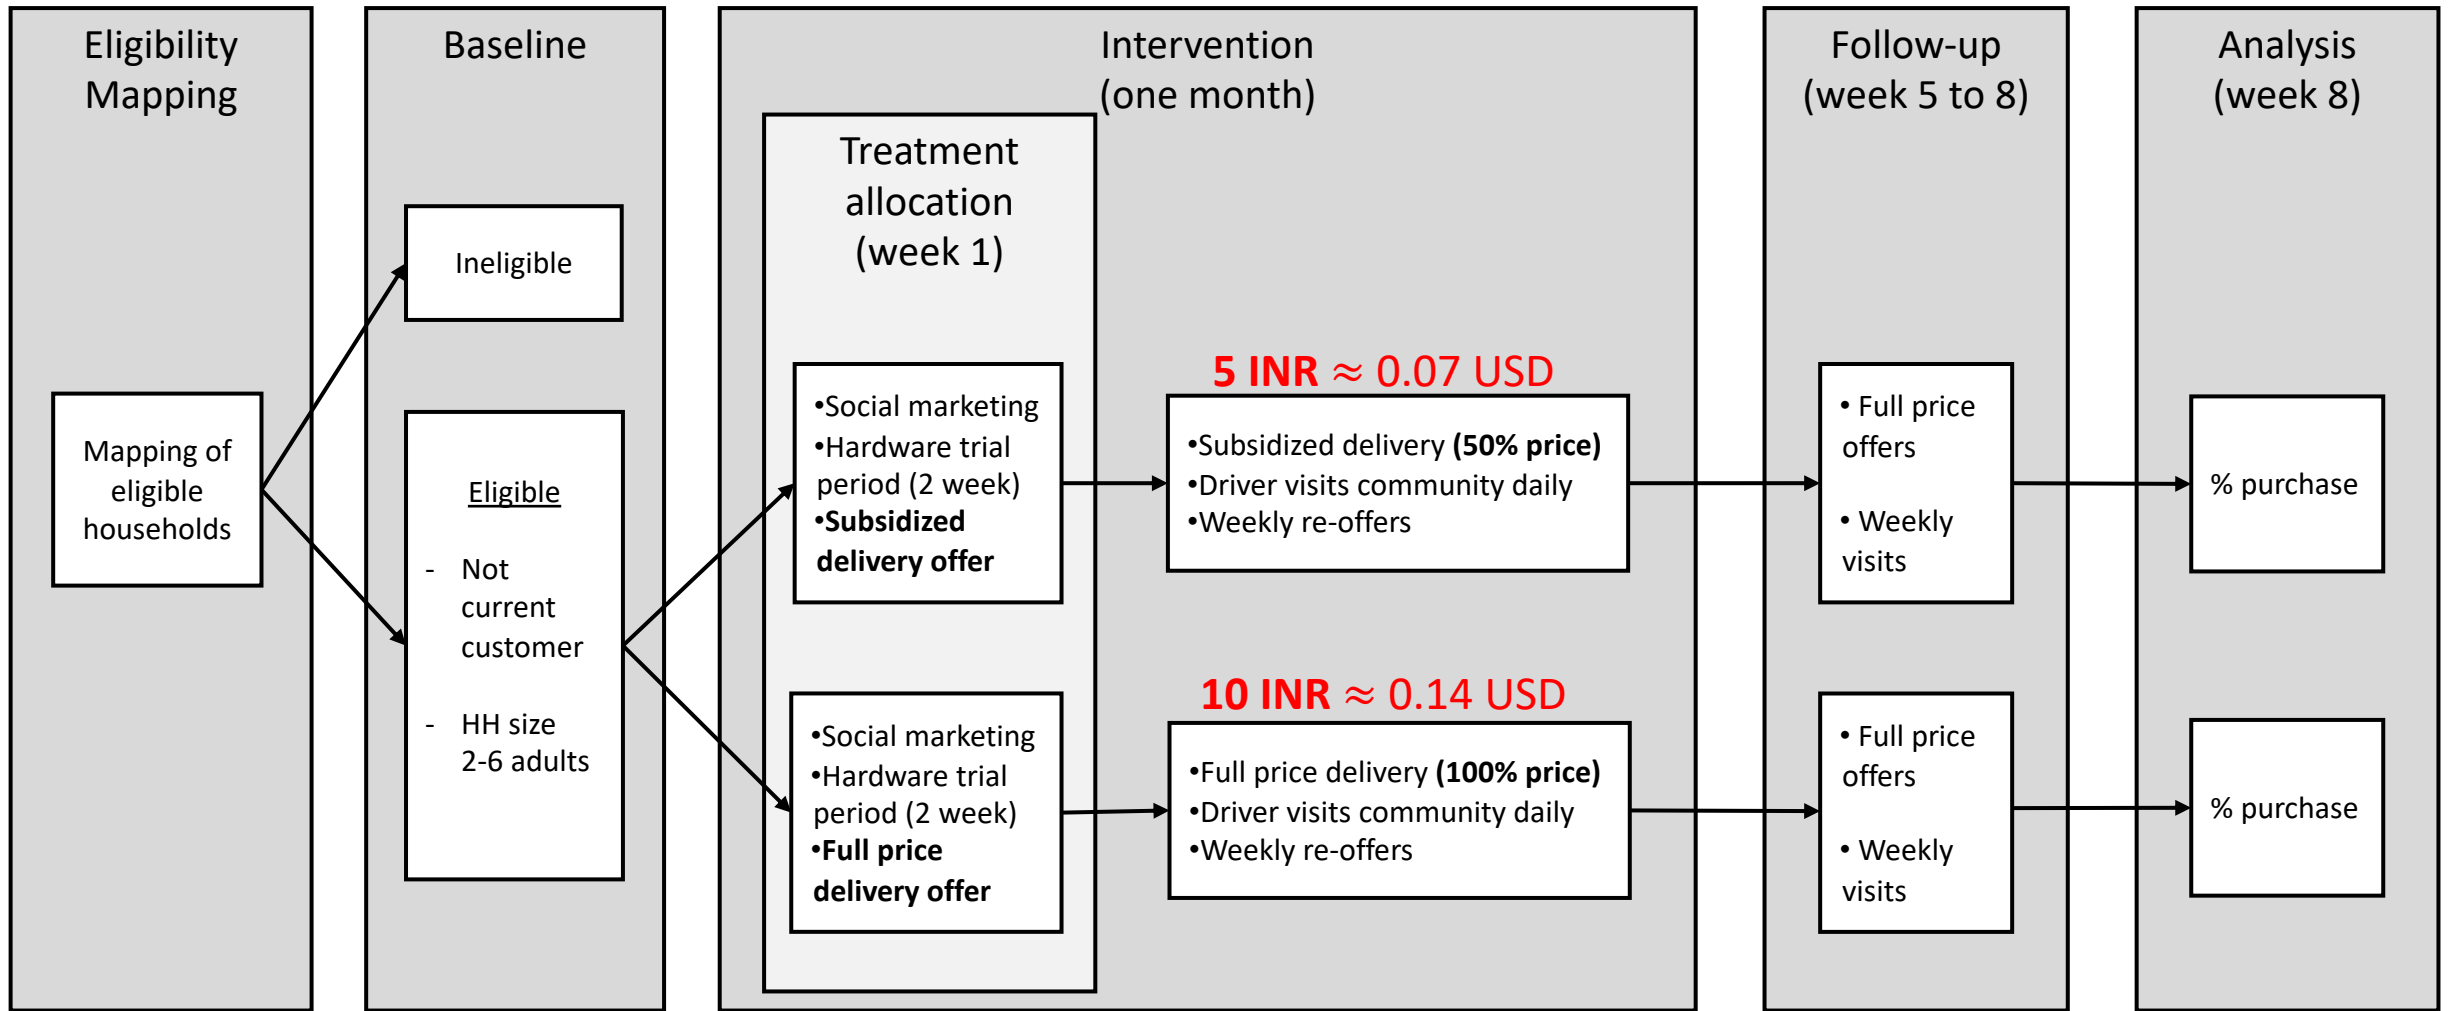 Eligibility
Mapping
Mapping of
eligible
households
Baseline
Ineligible
Eligible
- Not
current
customer
- HH size
2-6 adults
Intervention
(one month)
Treatment
allocation
(week 1)
•Social marketing
•Hardware trial
period (2 week)
•Subsidized
delivery offer
•Social marketing
•Hardware trial
period (2 week)
•Full price
delivery offer
5 INR ≈ 0.07 USD
•Subsidized delivery (50% price)
•Driver visits community daily
•Weekly re-offers
10 INR ≈ 0.14 USD
•Full price delivery (100% price)
•Driver visits community daily
•Weekly re-offers
Follow-up
(week 5 to 8)
• Full price
offers
• Weekly
visits
• Full price
offers
• Weekly
visits
Analysis
(week 8)
% purchase
% purchase